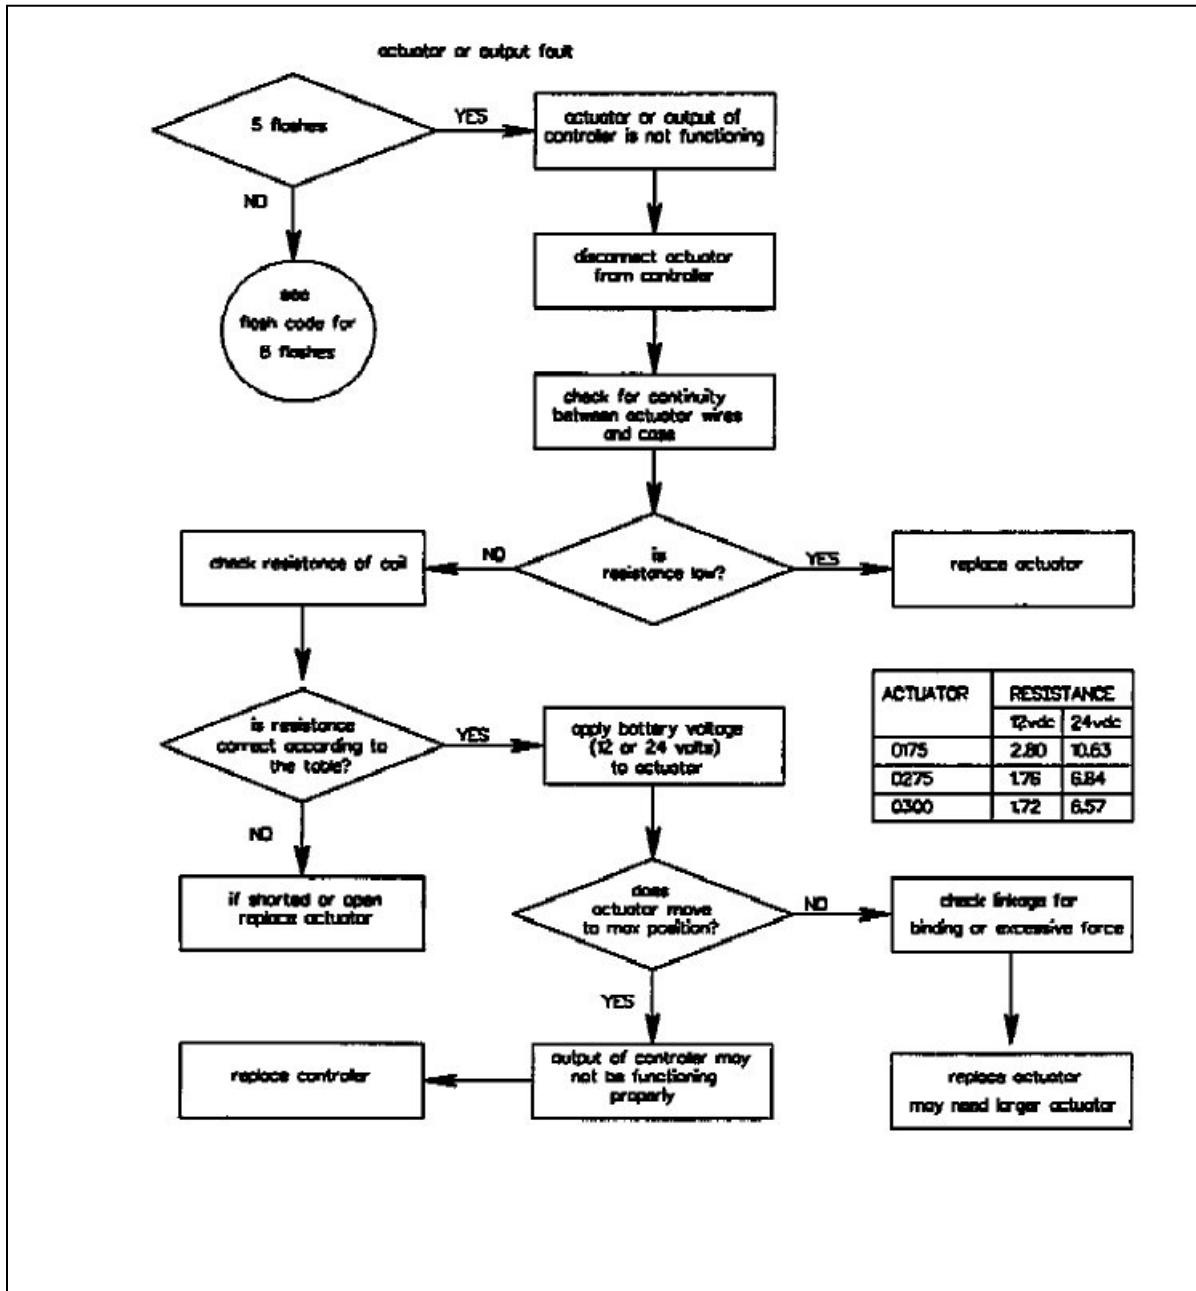 actuator or output fault
5 flashes
YES
actuator or output of
controler is not functioning
NO
disconnect actuator
from controller
see
flash code for
6 flashes
check for continuity
between actuator wires
and case
check resistance of coil
NO
is
resistance low?
YES
replace actuator
ACTUATOR RESISTANCE
12vdc 24vdc
0175 2.80 10.63
0275 1.76 6.84
0300 1.72 6.57
is resistance
correct according to
the table?
YES
apply battery voltage
(12 or 24 volts)
to actuator
NO
if shorted or open
replace actuator
does
actuator move
to max position?
NO
check linkage for
binding or excessive force
YES
replace controler
output of controler may
not be functioning
properly
replace actuator
may need larger actuator